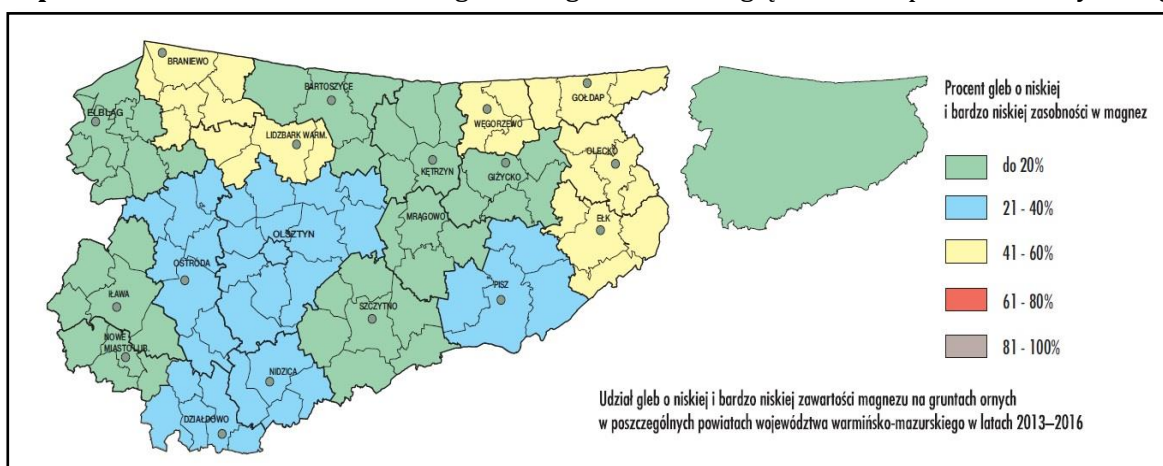 BRANIEWO
BARTOSZYCE
GOŁDAP
ELBLĄG
WĘGORZEWO
LIDZBARK WARM.
OLECKO
KĘTRZYN
GIŻYCKO
MRĄGOWO
EŁK
OLSZTYN
OSTRÓDA
PISZ
IŁAWA
SZCZYTNO
NOWE
MIASTO LUB.
NIDZICA
DZIAŁDOWO
Procent gleb o niskiej
i bardzo niskiej zasobności w magnez
do 20%
21 - 40%
41 - 60%
61 - 80%
81 - 100%
Udział gleb o niskiej i bardzo niskiej zawartości magnezu na gruntach ornych
w poszczególnych powiatach województwa warmińsko-mazurskiego w latach 2013–2016